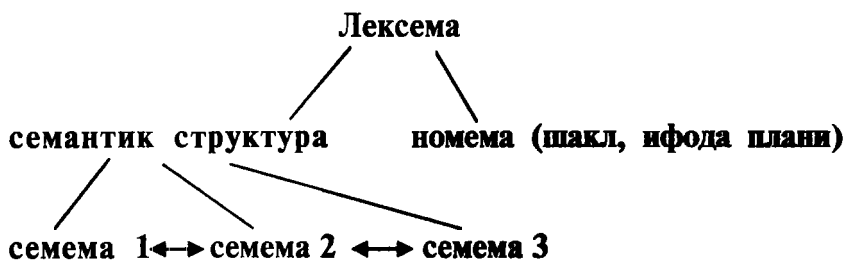 Лексема
семантик структура номема (шакл, ифода плани)
семема 1↔семема 2 ↔ семема 3